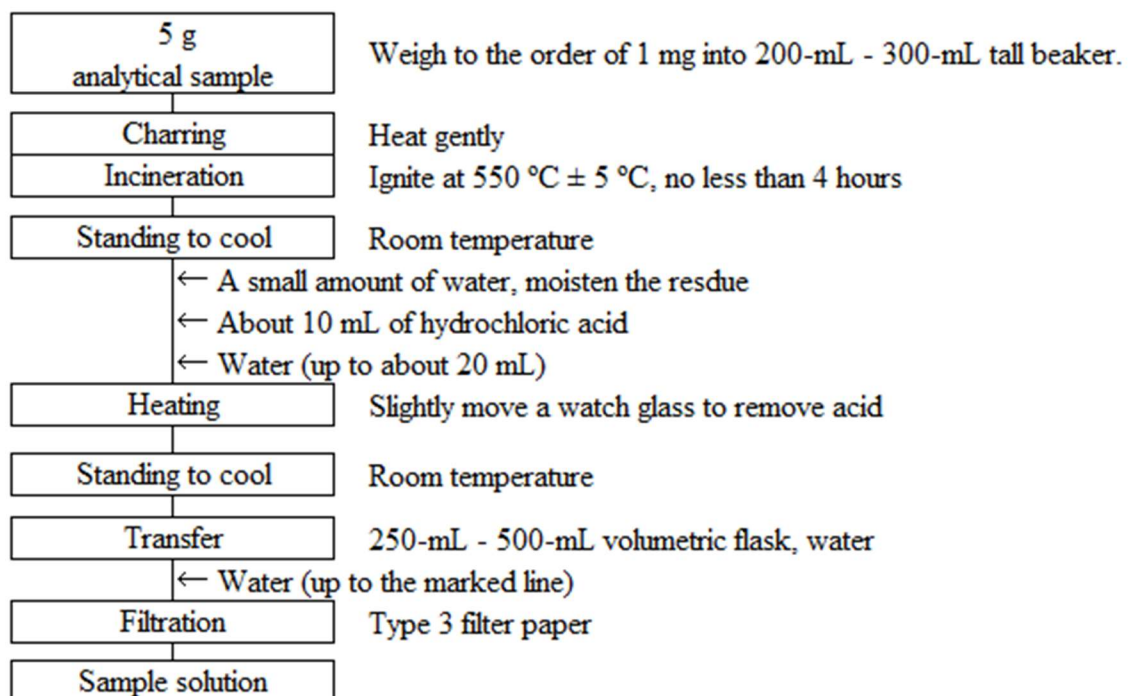 5 g
analytical sample
Weigh to the order of 1 mg into 200-mL - 300-mL tall beaker.
Charring
Heat gently
Incineration
Ignite at 550 ºC ± 5 ºC, no less than 4 hours
Standing to cool
Room temperature
← A small amount of water, moisten the resdue
← About 10 mL of hydrochloric acid
← Water (up to about 20 mL)
Heating
Slightly move a watch glass to remove acid
Standing to cool
Room temperature
Transfer
250-mL - 500-mL volumetric flask, water
← Water (up to the marked line)
Filtration
Type 3 filter paper
Sample solution